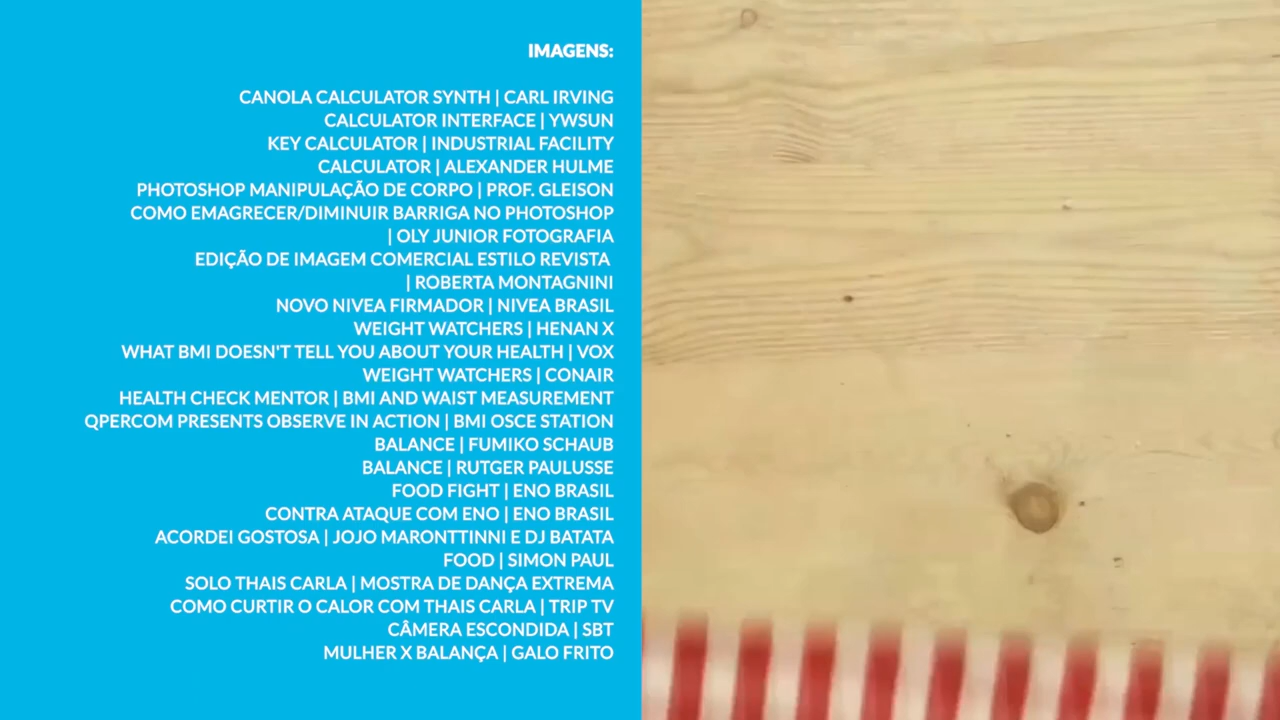 IMAGENS:
CANOLA CALCULATOR SYNTH | CARL IRVING
CALCULATOR INTERFACE | YWSUN
KEY CALCULATOR | INDUSTRIAL FACILITY
CALCULATOR | ALEXANDER HULME
PHOTOSHOP MANIPULAÇÃO DE CORPO | PROF. GLEISON
COMO EMAGRECER/DIMINUIR BARRIGA NO PHOTOSHOP
| OLY JUNIOR FOTOGRAFIA
EDIÇÃO DE IMAGEM COMERCIAL ESTILO REVISTA
| ROBERTA MONTAGNINI
NOVO NIVEA FIRMADOR | NIVEA BRASIL
WEIGHT WATCHERS | HENAN X
WHAT BMI DOESN'T TELL YOU ABOUT YOUR HEALTH | VOX
WEIGHT WATCHERS | CONAIR
HEALTH CHECK MENTOR | BMI AND WAIST MEASUREMENT
QPERCOM PRESENTS OBSERVE IN ACTION | BMI OSCE STATION
BALANCE | FUMIKO SCHAUB
BALANCE | RUTGER PAULUSSE
FOOD FIGHT | ENO BRASIL
CONTRA ATAQUE COM ENO | ENO BRASIL
ACORDEI GOSTOSA | JOJO MARONTTINNI E DJ BATATA
FOOD | SIMON PAUL
SOLO THAIS CARLA | MOSTRA DE DANÇA EXTREMA
COMO CURTIR O CALOR COM THAIS CARLA | TRIP TV
CÂMERA ESCONDIDA | SBT
MULHER X BALANÇA | GALO FRITO